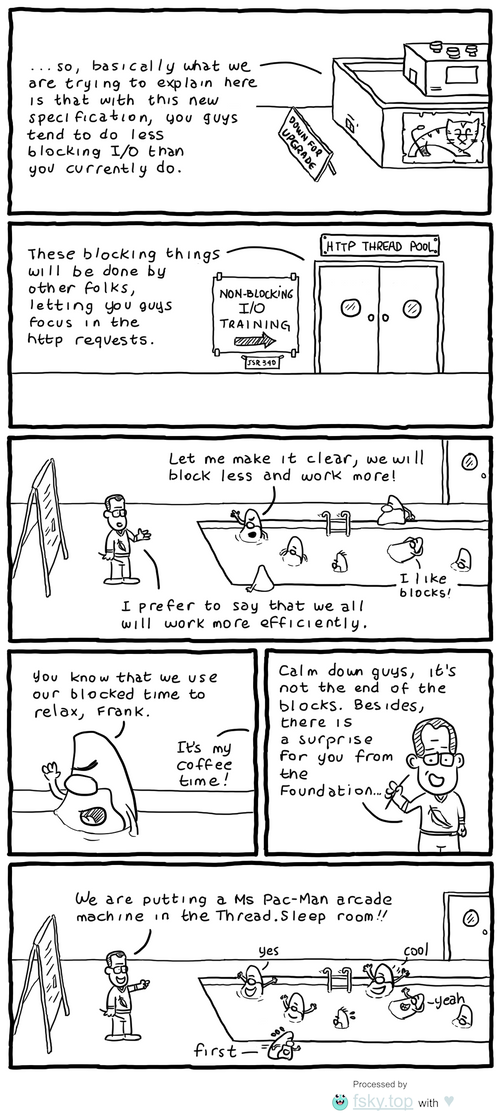 ...so, basically what we
are trying to explain here
is that with this new
specification, you guys
tend to do less
blocking I/O than
you currently do.
DOWN FOR
UPGRADE
These blocking things
will be done by
other folks,
letting you guys
focus in the
http requests.
HTTP THREAD POOL
NON-BLOCKING
I/O
TRAINING
JSR 340
Let me make it clear, we will
block less and work more!
I like
blocks!
I prefer to say that we all
will work more efficiently.
You know that we use
our blocked time to
relax, Frank.
It's my
coffee
time!
Calm down guys, it's
not the end of the
blocks. Besides,
there is
a surprise
for you from
the
Foundation...
We are putting a Ms Pac-Man arcade
machine in the Thread.Sleep room!!
yes
cool
yeah
first
Processed by
fsky.top with